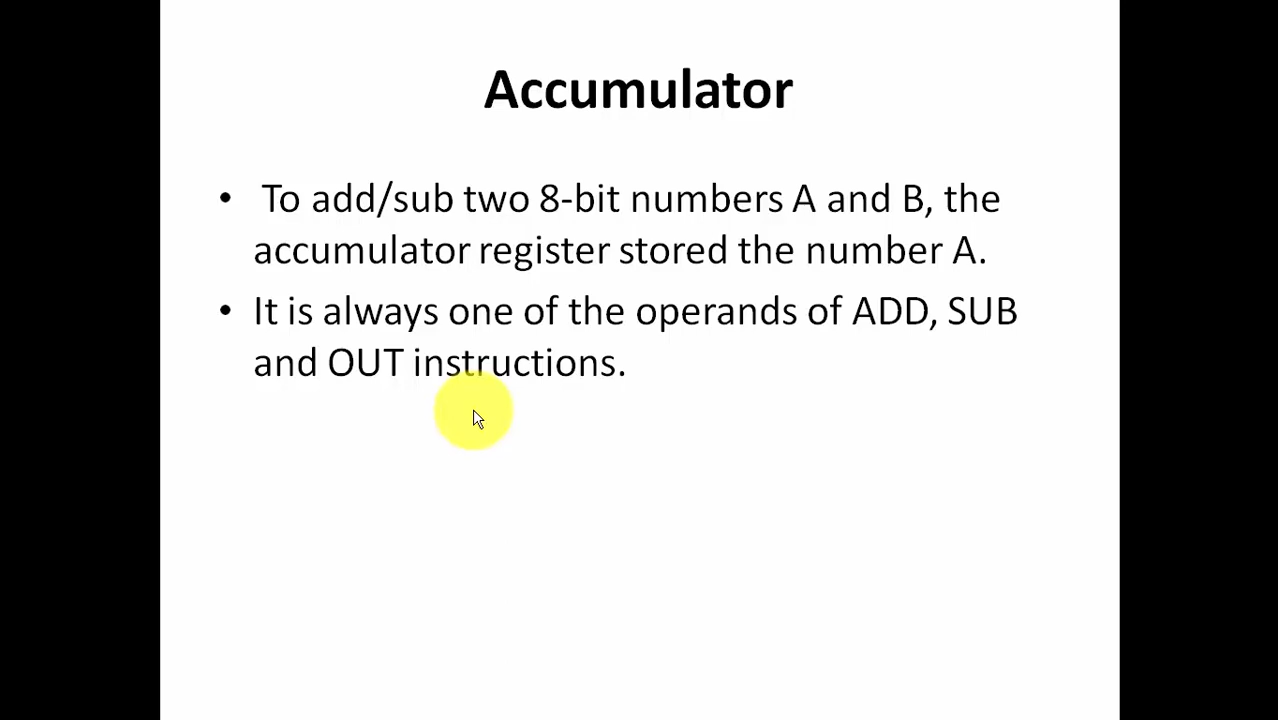 Accumulator
• To add/sub two 8-bit numbers A and B, the
accumulator register stored the number A.
• It is always one of the operands of ADD, SUB
and OUT instructions.